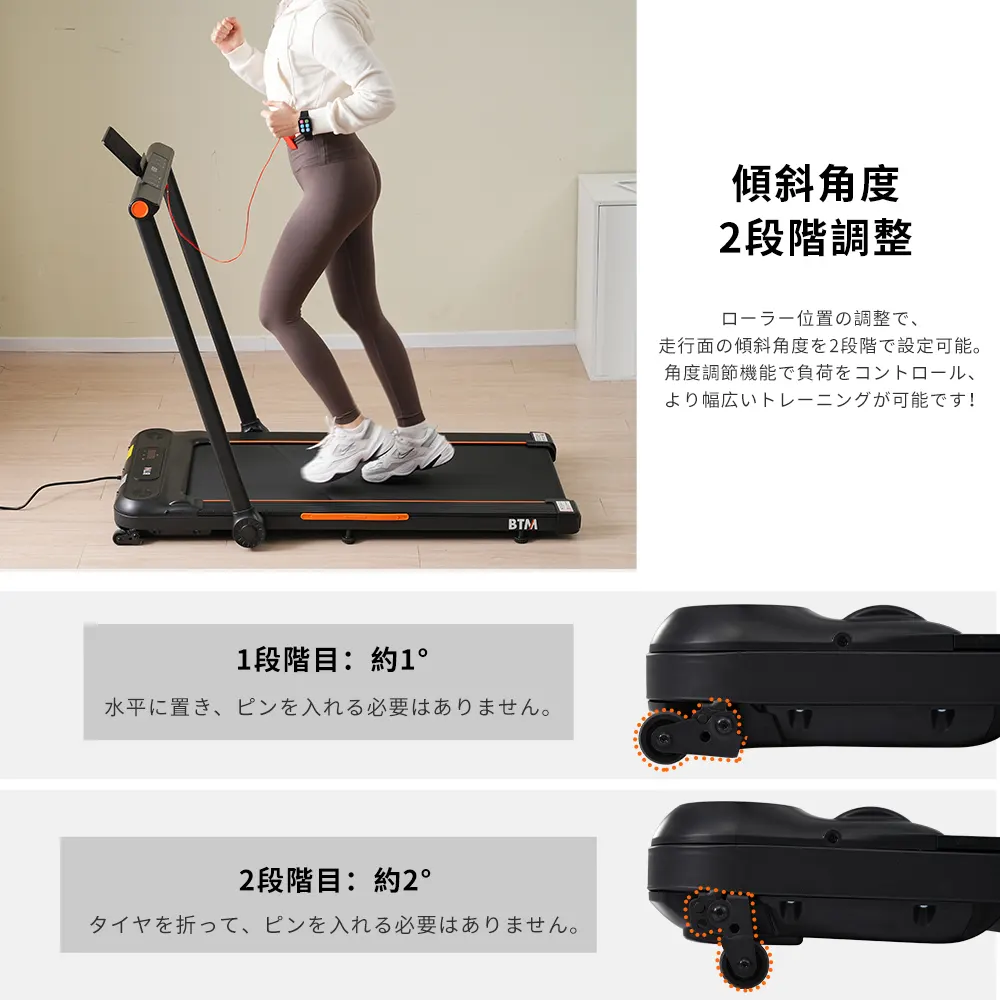 傾斜角度
2段階調整
ローラー位置の調整で、
走行面の傾斜角度を2段階で設定可能。
角度調節機能で負荷をコントロール、
より幅広いトレーニングが可能です!
BTM
1段階目：約1°
水平に置き、ピンを入れる必要はありません。
2段階目：約2°
タイヤを折って、ピンを入れる必要はありません。